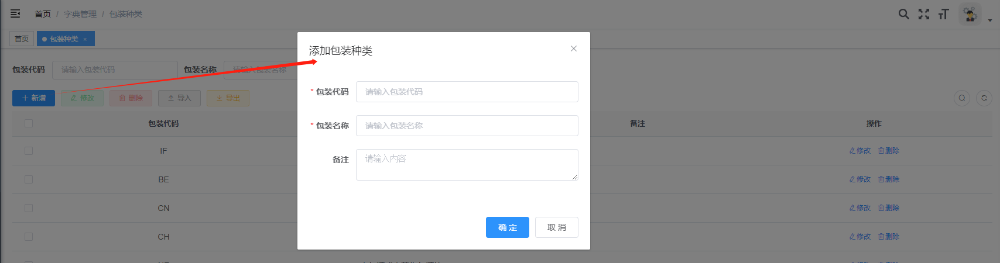 首页 / 字典管理 / 包装种类
首页 包装种类 ×
添加包装种类
包装代码 请输入包装代码 包装名称 请输入包装名称
* 包装代码 请输入包装代码
+ 新增 修改 删除 导入 导出
包装代码 备注 操作
* 包装名称 请输入包装名称
IF 修改 删除
备注 请输入内容
BE 修改 删除
CN 修改 删除
确 定 取 消
CH 修改 删除